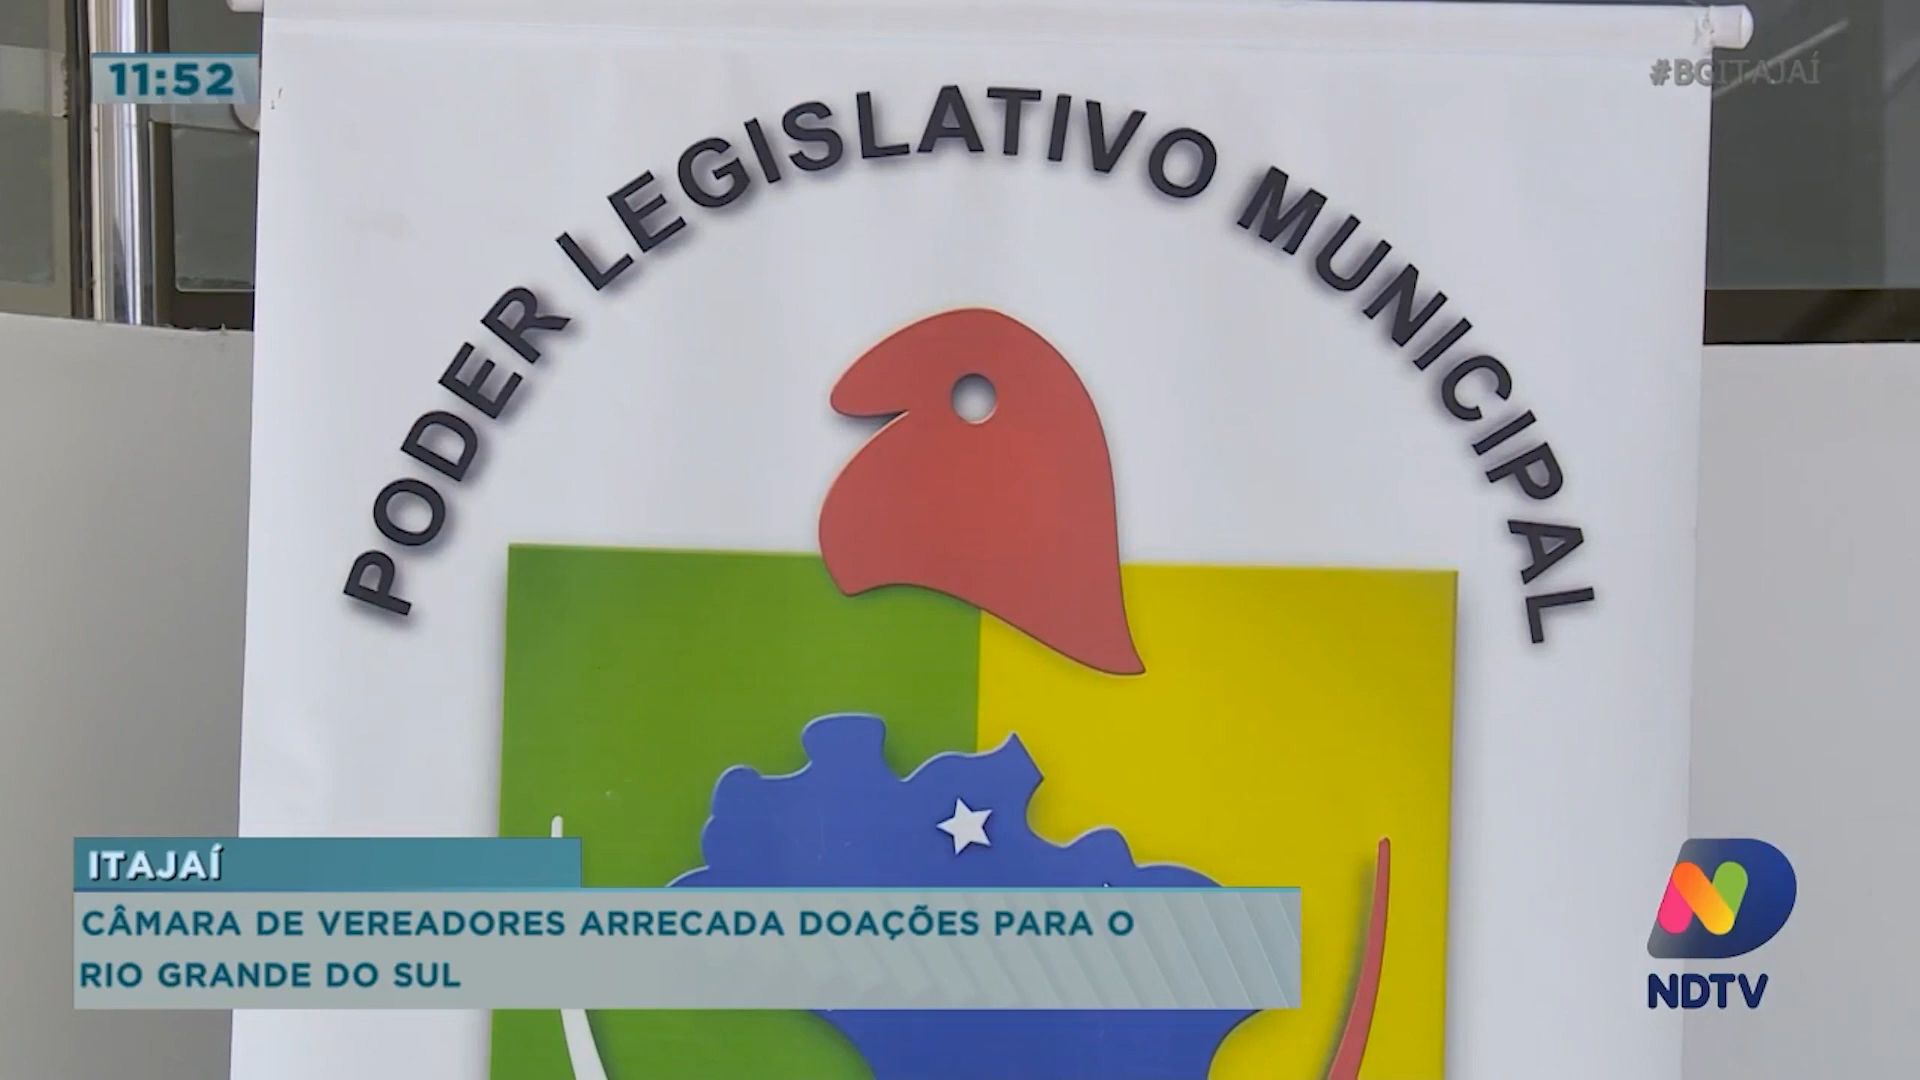 11:52
#BGITAJAÍ
PODER LEGISLATIVO MUNICIPAL
ITAJAÍ
CÂMARA DE VEREADORES ARRECADA DOAÇÕES PARA O
RIO GRANDE DO SUL
NDTV